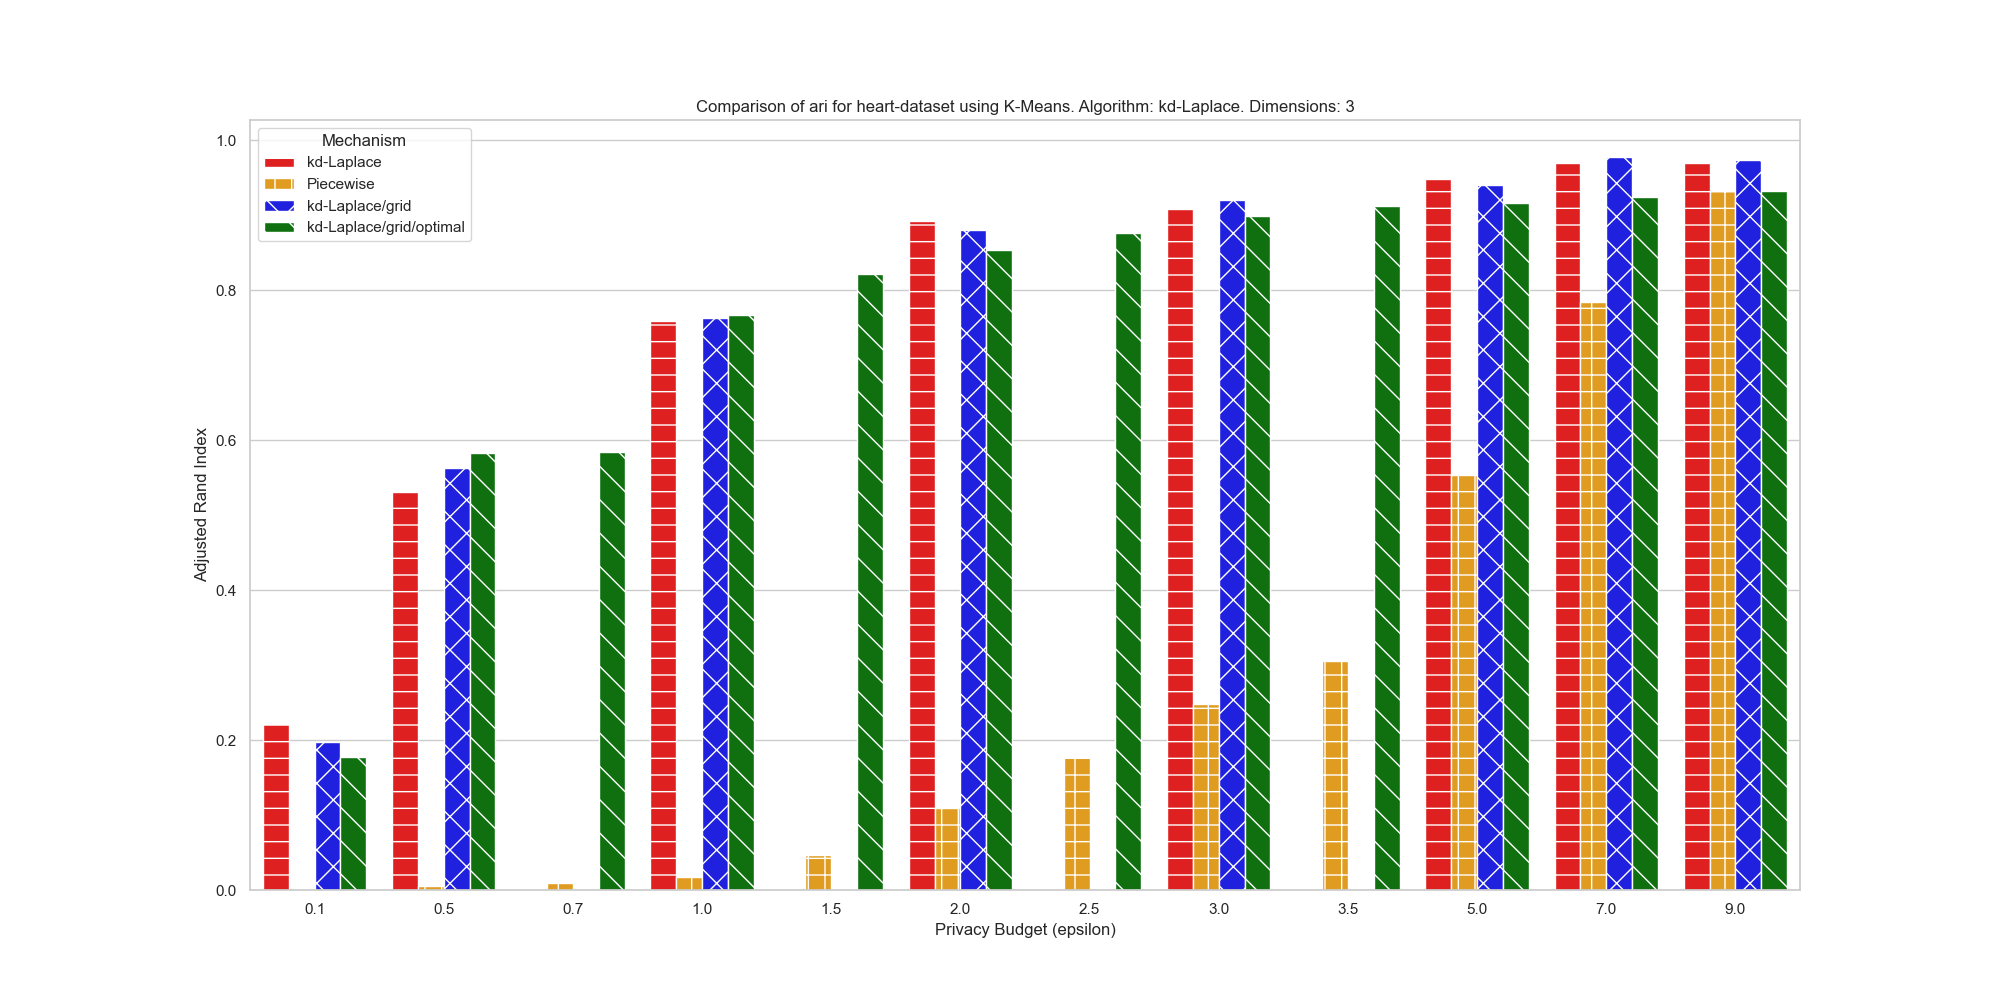 Comparison of ari for heart-dataset using K-Means. Algorithm: kd-Laplace. Dimensions: 3
Mechanism
kd-Laplace
Piecewise
kd-Laplace/grid
kd-Laplace/grid/optimal
Adjusted Rand Index
1.0
0.8
0.6
0.4
0.2
0.0
0.1 0.5 0.7 1.0 1.5 2.0 2.5 3.0 3.5 5.0 7.0 9.0
Privacy Budget (epsilon)